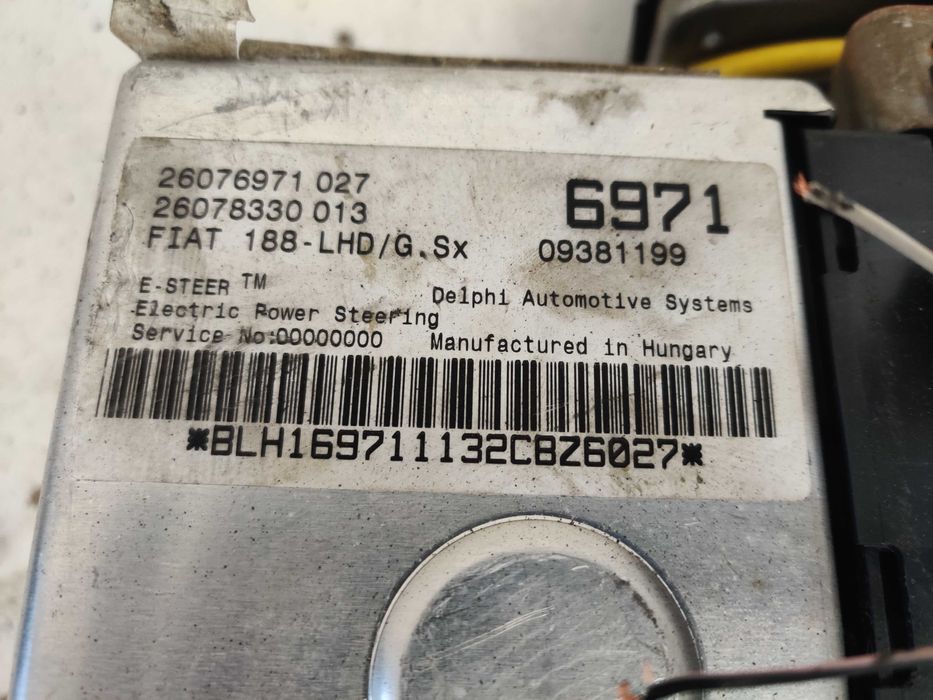 26076971 027
26078330 013
6971
FIAT 188-LHD/G.Sx 09381199
E-STEER TM
Delphi Automotive Systems
Electric Power Steering
Service No:00000000
Manufactured in Hungary
*BLH169711132CBZ6027*